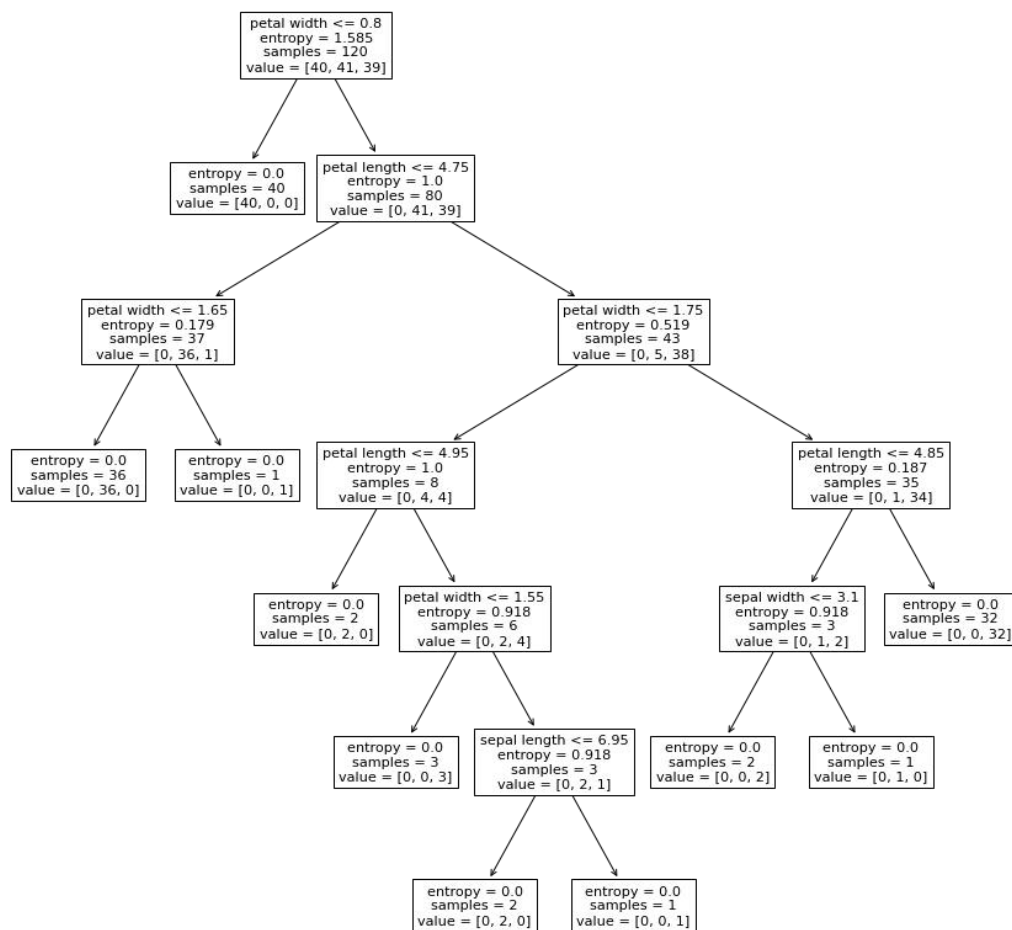 petal width <= 0.8
entropy = 1.585
samples = 120
value = [40, 41, 39]
entropy = 0.0
samples = 40
value = [40, 0, 0]
petal length <= 4.75
entropy = 1.0
samples = 80
value = [0, 41, 39]
petal width <= 1.65
entropy = 0.179
samples = 37
value = [0, 36, 1]
petal width <= 1.75
entropy = 0.519
samples = 43
value = [0, 5, 38]
entropy = 0.0
samples = 36
value = [0, 36, 0]
entropy = 0.0
samples = 1
value = [0, 0, 1]
petal length <= 4.95
entropy = 1.0
samples = 8
value = [0, 4, 4]
petal length <= 4.85
entropy = 0.187
samples = 35
value = [0, 1, 34]
entropy = 0.0
samples = 2
value = [0, 2, 0]
petal width <= 1.55
entropy = 0.918
samples = 6
value = [0, 2, 4]
sepal width <= 3.1
entropy = 0.918
samples = 3
value = [0, 1, 2]
entropy = 0.0
samples = 32
value = [0, 0, 32]
entropy = 0.0
samples = 3
value = [0, 0, 3]
sepal length <= 6.95
entropy = 0.918
samples = 3
value = [0, 2, 1]
entropy = 0.0
samples = 2
value = [0, 0, 2]
entropy = 0.0
samples = 1
value = [0, 1, 0]
entropy = 0.0
samples = 2
value = [0, 2, 0]
entropy = 0.0
samples = 1
value = [0, 0, 1]